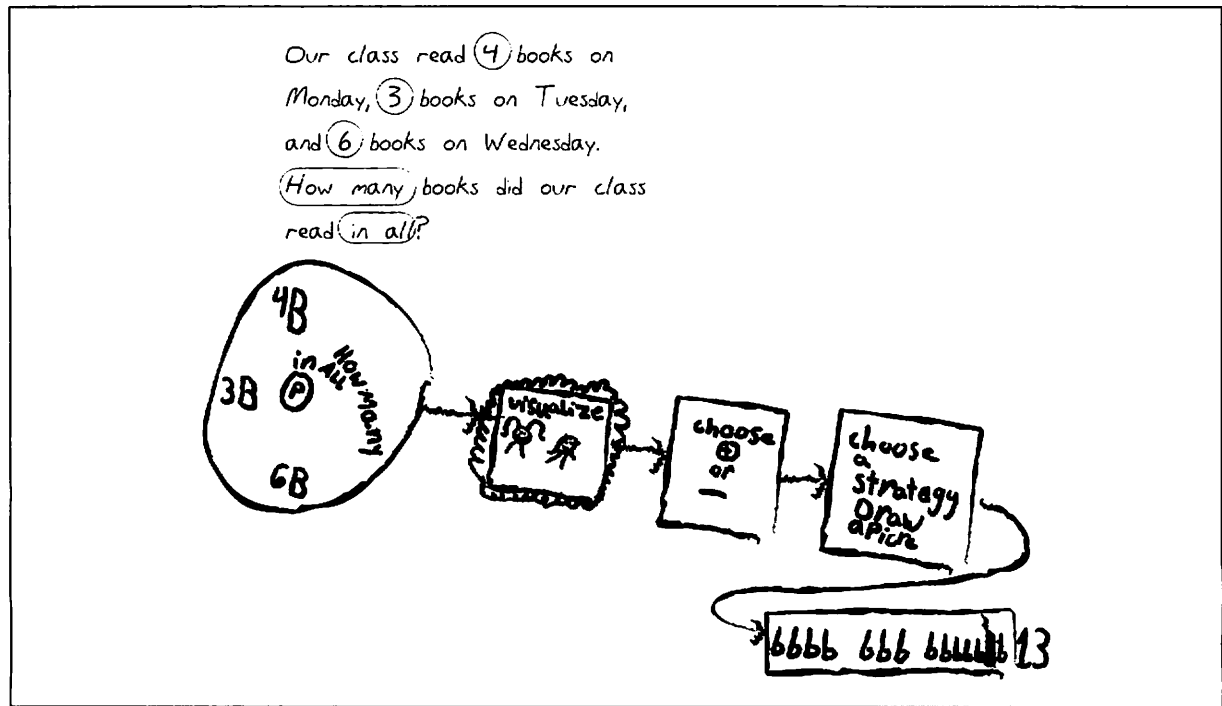 Our class read 4 books on
Monday, 3 books on Tuesday,
and 6 books on Wednesday.
How many books did our class
read in all?
4B
in All How Many
3B P
6B
visualize
choose
+
or
−
choose
a
strategy
Draw
a Picre
bbbb bbb bbbbbb 13